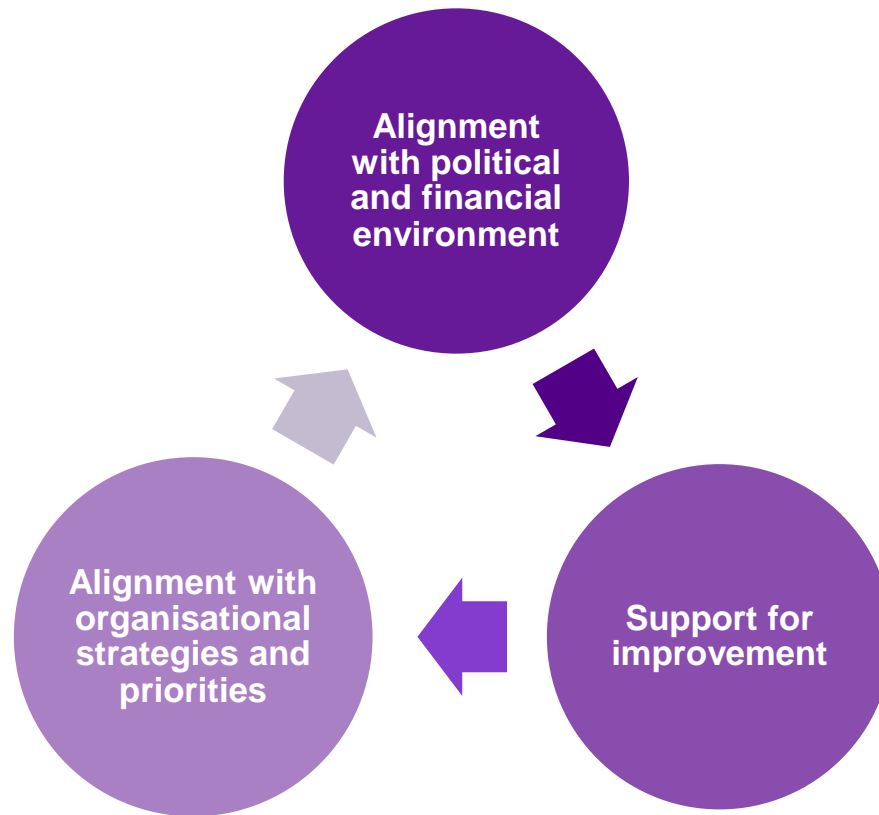 Alignment
with political
and financial
environment
Support for
improvement
Alignment with
organisational
strategies and
priorities